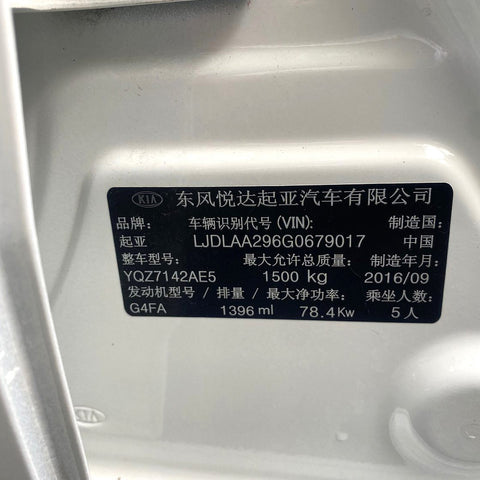 KIA 东风悦达起亚汽车有限公司
品牌: 车辆识别代号(VIN): 制造国:
起亚 LJDLAA296G0679017 中国
整车型号: 最大允许总质量: 制造年月:
YQZ7142AE5 1500 kg 2016/09
发动机型号 / 排量 / 最大净功率: 乘坐人数:
G4FA 1396 ml 78.4Kw 5人
KIA